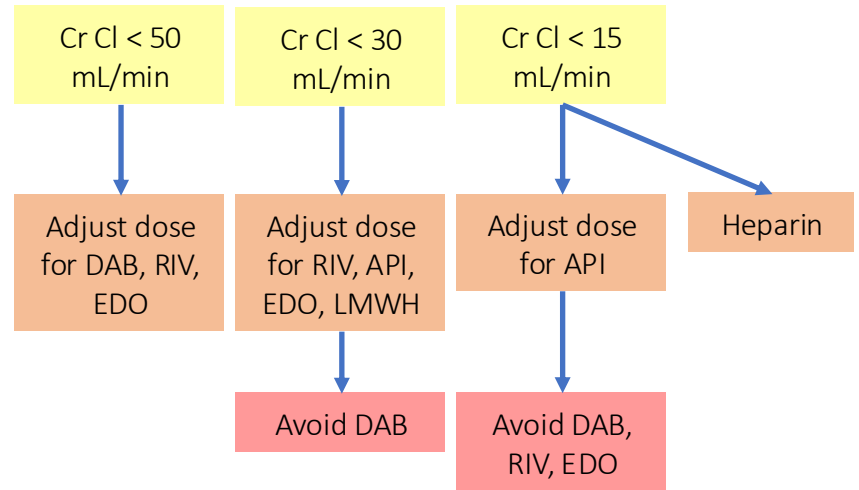 Cr Cl < 50
mL/min
Cr Cl < 30
mL/min
Cr Cl < 15
mL/min
Adjust dose
for DAB, RIV,
EDO
Adjust dose
for RIV, API,
EDO, LMWH
Adjust dose
for API
Heparin
Avoid DAB
Avoid DAB,
RIV, EDO